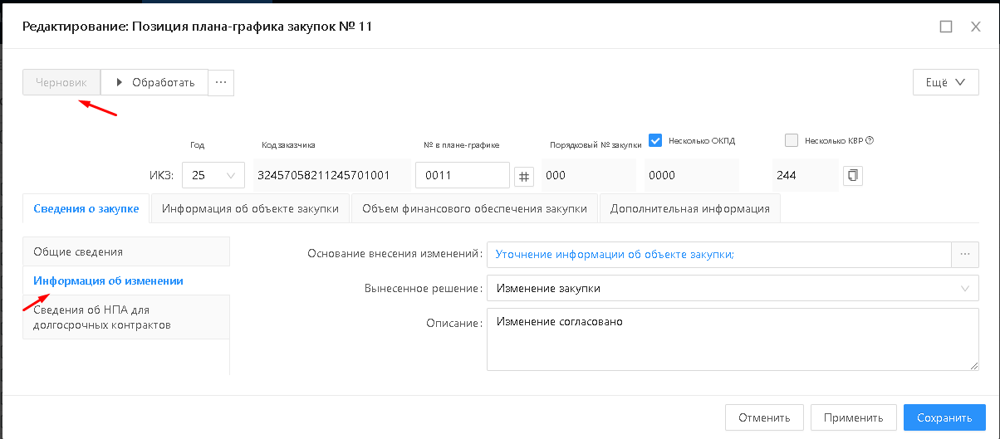 Редактирование: Позиция плана-графика закупок № 11
Черновик
Обработать
...
Ещё
Год
Код заказчика
№ в плане-графике
Порядковый № закупки
Несколько ОКПД
Несколько КВР
ИКЗ:
25
32457058211245701001
0011
#
000
0000
244
Сведения о закупке
Информация об объекте закупки
Объем финансового обеспечения закупки
Дополнительная информация
Общие сведения
Информация об изменении
Сведения об НПА для
долгосрочных контрактов
Основание внесения изменений:
Уточнение информации об объекте закупки;
...
Вынесенное решение:
Изменение закупки
Описание:
Изменение согласовано
Отменить
Применить
Сохранить